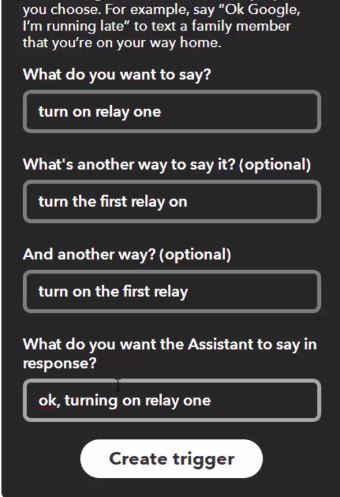 you choose. For example, say “Ok Google,
I’m running late” to text a family member
that you’re on your way home.
What do you want to say?
turn on relay one
What's another way to say it? (optional)
turn the first relay on
And another way? (optional)
turn on the first relay
What do you want the Assistant to say in
response?
ok, turning on relay one
Create trigger